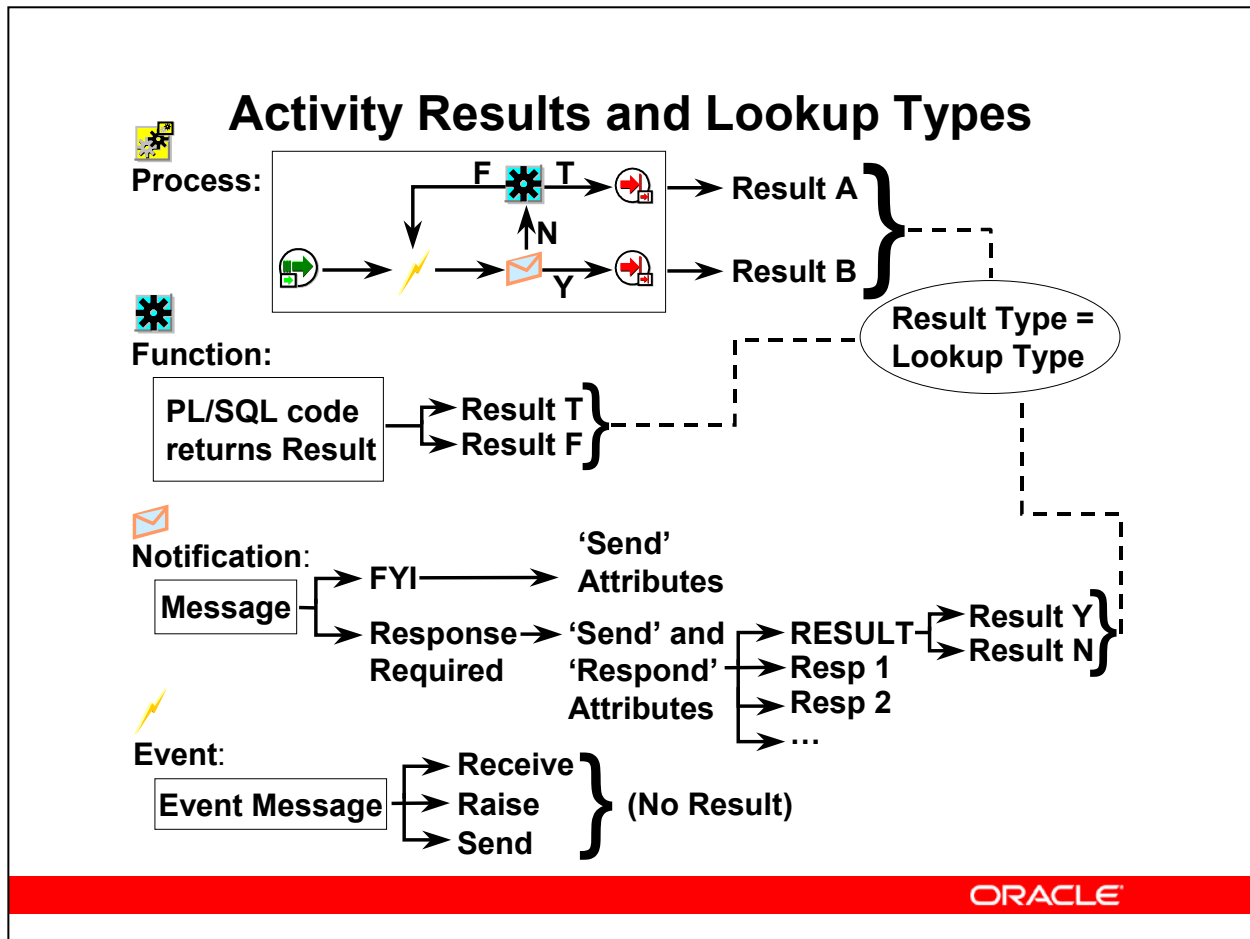 Activity Results and Lookup Types
Process:
F
T
N
Y
Result A
Result B
Result Type =
Lookup Type
Function:
PL/SQL code
returns Result
Result T
Result F
Notification:
Message
FYI
‘Send’
Attributes
Response
Required
‘Send’ and
‘Respond’
Attributes
RESULT
Resp 1
Resp 2
…
Result Y
Result N
Event:
Event Message
Receive
Raise
Send
(No Result)
ORACLE